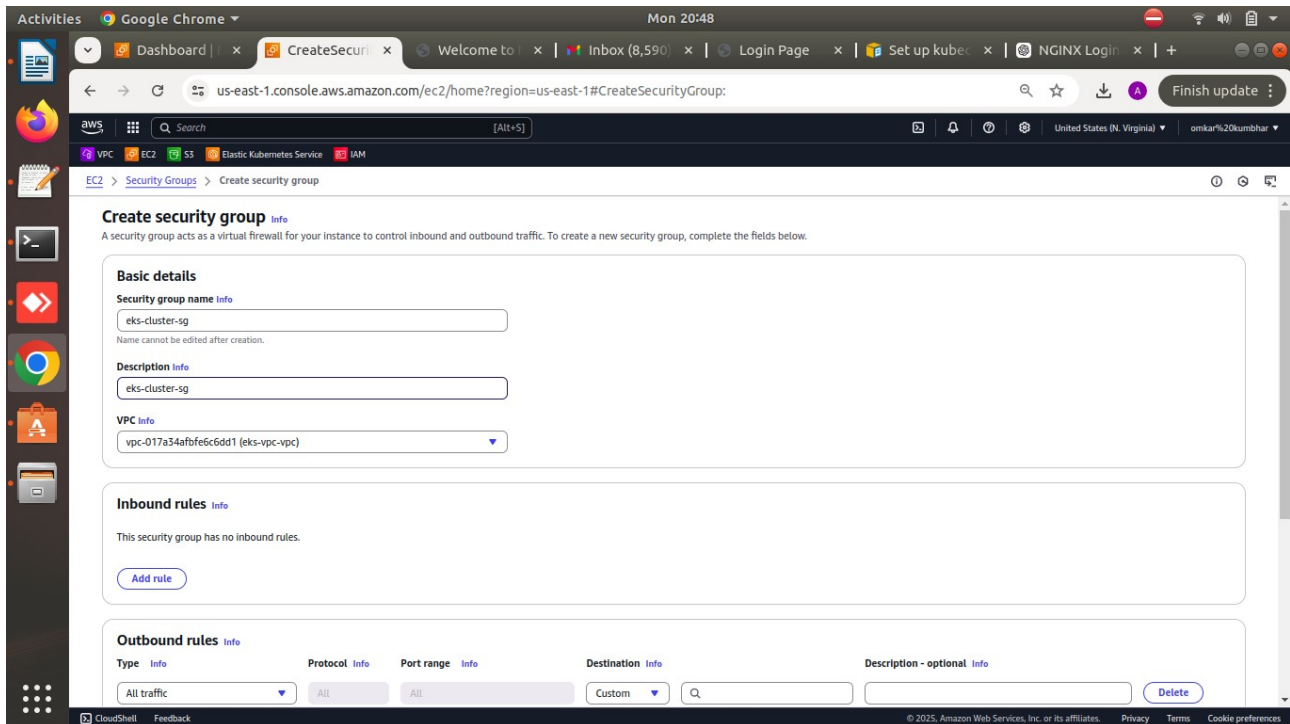 Activities Google Chrome Mon 20:48
Dashboard | CreateSecuri Welcome to Inbox (8,590) Login Page Set up kubec NGINX Login
us-east-1.console.aws.amazon.com/ec2/home?region=us-east-1#CreateSecurityGroup: A Finish update
aws Search [Alt+S] United States (N. Virginia) omkar%20kumbhar
VPC EC2 S3 Elastic Kubernetes Service IAM
EC2 > Security Groups > Create security group
Create security group Info
A security group acts as a virtual firewall for your instance to control inbound and outbound traffic. To create a new security group, complete the fields below.
Basic details
Security group name Info
eks-cluster-sg
Name cannot be edited after creation.
Description Info
eks-cluster-sg
VPC Info
vpc-017a34afbfe6c6dd1 (eks-vpc-vpc)
Inbound rules Info
This security group has no inbound rules.
Add rule
Outbound rules Info
Type Info Protocol Info Port range Info Destination Info Description - optional Info
All traffic All All Custom Delete
CloudShell Feedback © 2025, Amazon Web Services, Inc. or its affiliates. Privacy Terms Cookie preferences